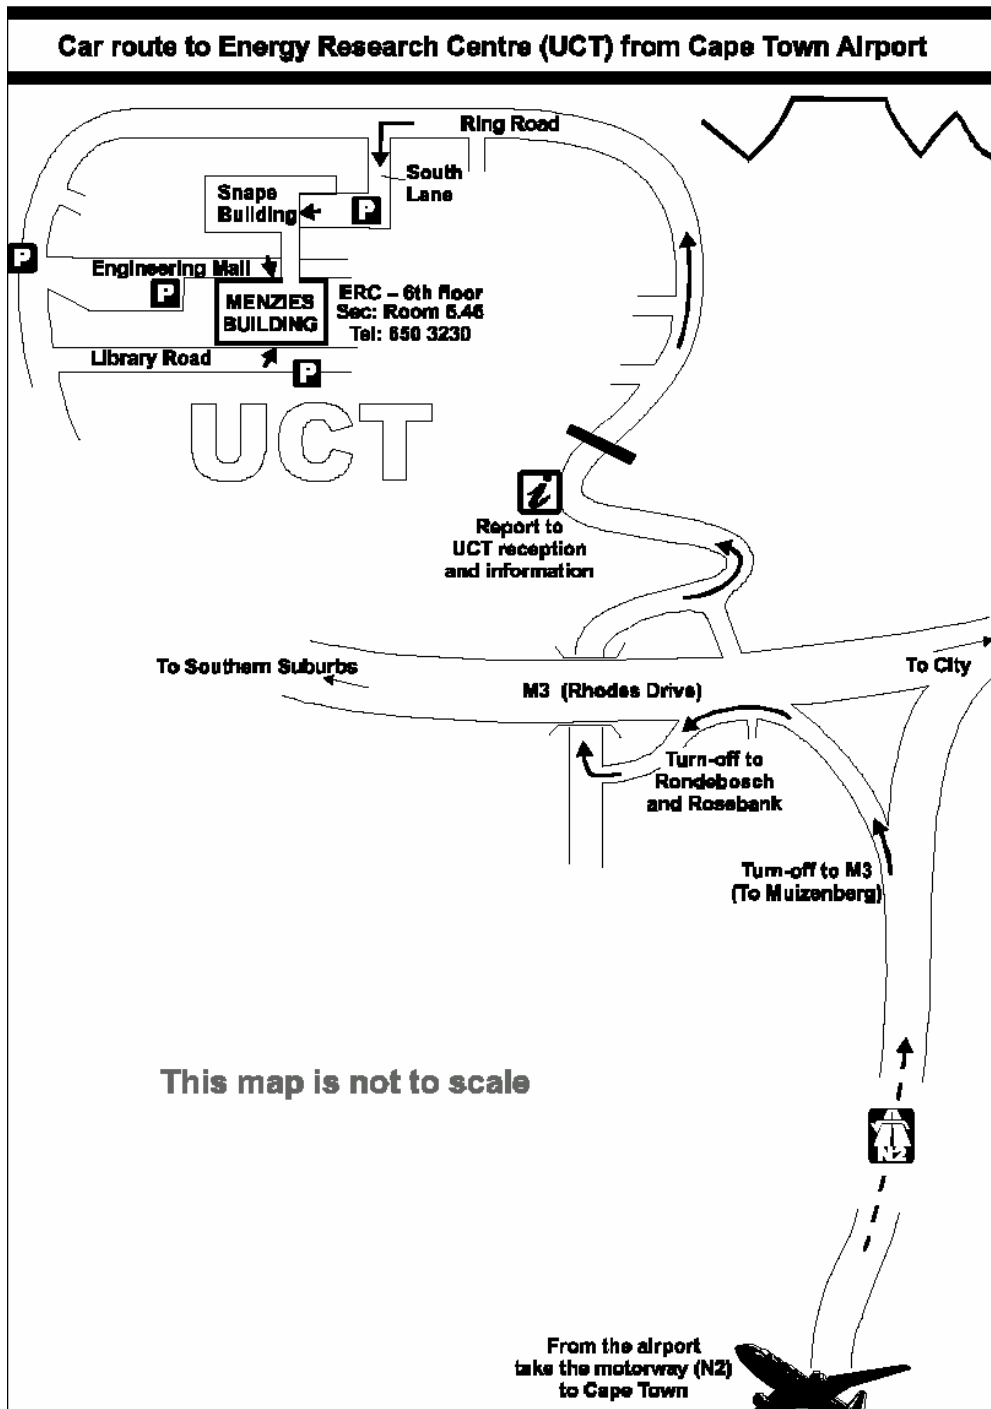 Car route to Energy Research Centre (UCT) from Cape Town Airport
Ring Road
South
Lane
Snape
Building
P
P
Engineering Mall
P
MENZIES
BUILDING
ERC – 6th floor
Sec: Room 6.46
Tel: 650 3230
Library Road
P
UCT
i
Report to
UCT reception
and information
To Southern Suburbs
To City
M3 (Rhodes Drive)
Turn-off to
Rondebosch
and Rosebank
Turn-off to M3
(To Muizenberg)
This map is not to scale
N2
From the airport
take the motorway (N2)
to Cape Town